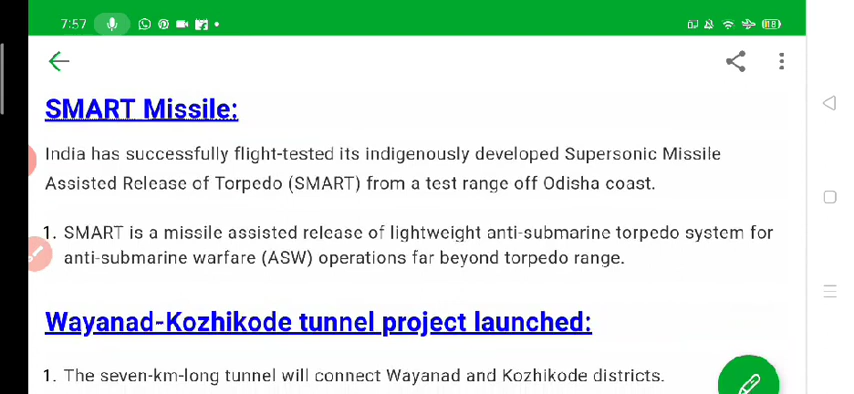 7:57
SMART Missile:
India has successfully flight-tested its indigenously developed Supersonic Missile
Assisted Release of Torpedo (SMART) from a test range off Odisha coast.
1. SMART is a missile assisted release of lightweight anti-submarine torpedo system for
anti-submarine warfare (ASW) operations far beyond torpedo range.
Wayanad-Kozhikode tunnel project launched:
1. The seven-km-long tunnel will connect Wayanad and Kozhikode districts.